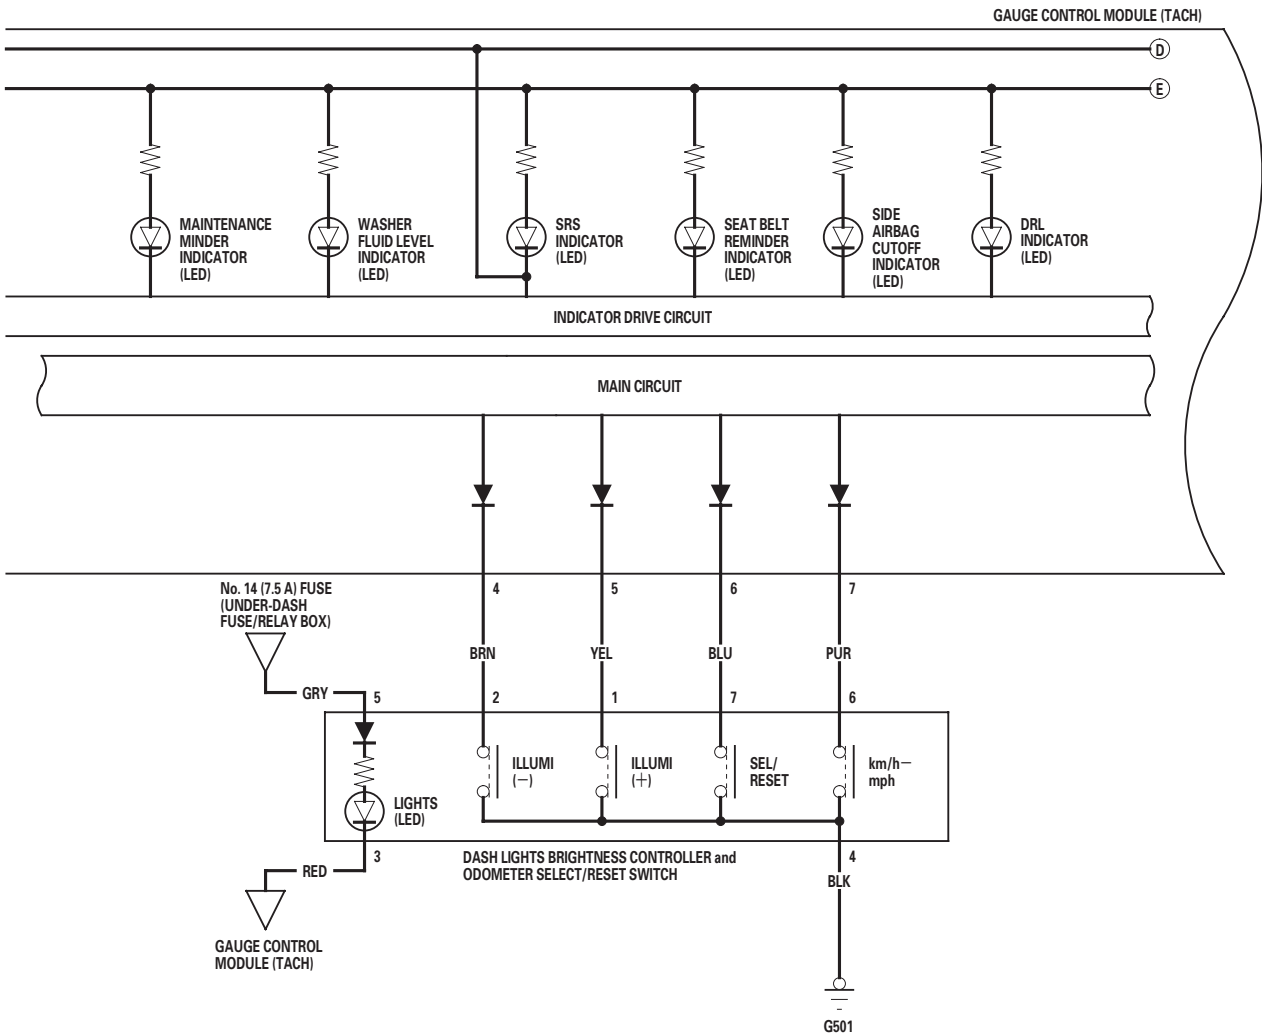 GAUGE CONTROL MODULE (TACH)
D
E
MAINTENANCE
MINDER
INDICATOR
(LED)
WASHER
FLUID LEVEL
INDICATOR
(LED)
SRS
INDICATOR
(LED)
SEAT BELT
REMINDER
INDICATOR
(LED)
SIDE
AIRBAG
CUTOFF
INDICATOR
(LED)
DRL
INDICATOR
(LED)
INDICATOR DRIVE CIRCUIT
MAIN CIRCUIT
No. 14 (7.5 A) FUSE
(UNDER-DASH
FUSE/RELAY BOX)
4
5
6
7
BRN
YEL
BLU
PUR
GRY
5
2
1
7
6
ILLUMI
(−)
ILLUMI
(+)
SEL/
RESET
km/h−
mph
LIGHTS
(LED)
3
DASH LIGHTS BRIGHTNESS CONTROLLER and
ODOMETER SELECT/RESET SWITCH
4
RED
BLK
GAUGE CONTROL
MODULE (TACH)
G501